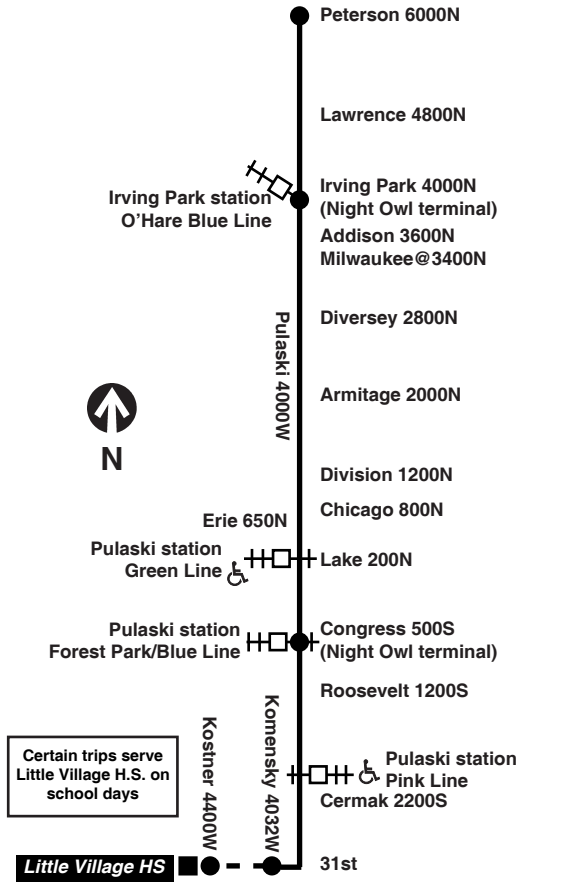 Peterson 6000N
Lawrence 4800N
Irving Park station
O'Hare Blue Line
Irving Park 4000N
(Night Owl terminal)
Addison 3600N
Milwaukee@3400N
Diversey 2800N
Pulaski 4000W
Armitage 2000N
N
Division 1200N
Chicago 800N
Erie 650N
Pulaski station
Green Line
Lake 200N
Pulaski station
Forest Park/Blue Line
Congress 500S
(Night Owl terminal)
Roosevelt 1200S
Kostner 4400W
Komensky 4032W
Certain trips serve
Little Village H.S. on
school days
Pulaski station
Pink Line
Cermak 2200S
Little Village HS
31st